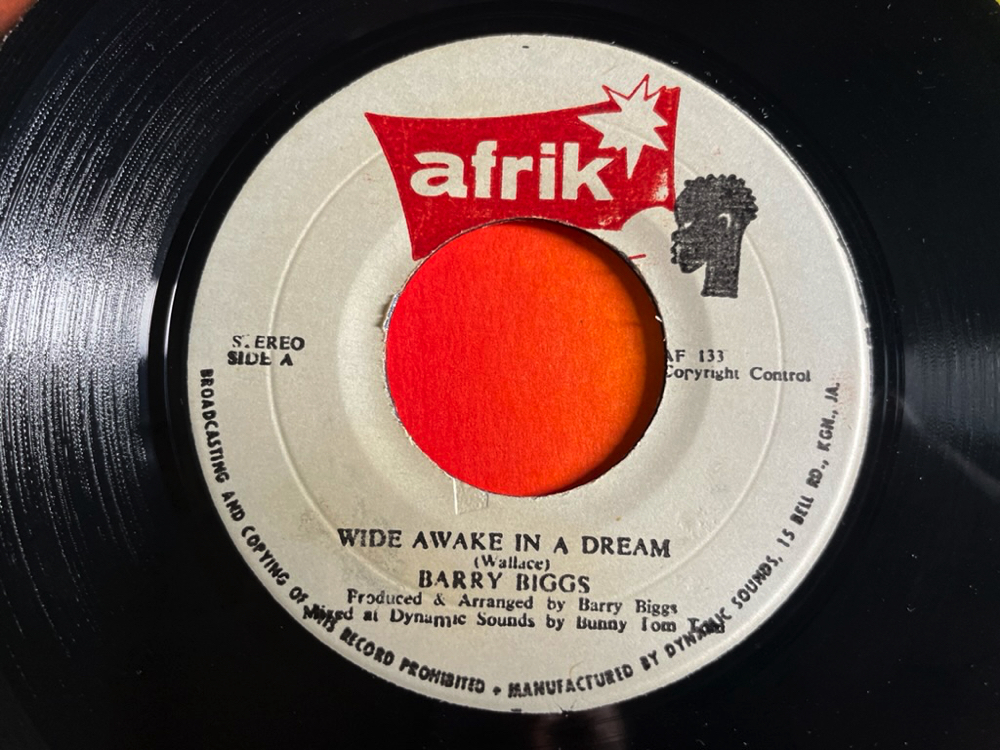 afrik
STEREO
SIDE A
AF 133
Copyright Control
WIDE AWAKE IN A DREAM
(Wallace)
BARRY BIGGS
Produced & Arranged by Barry Biggs
Mixed at Dynamic Sounds by Bunny Tom Tom
BROADCASTING AND COPYING OF THIS RECORD PROHIBITED • MANUFACTURED BY DYNAMIC SOUNDS, 15 BELL RD., KGN., JA.